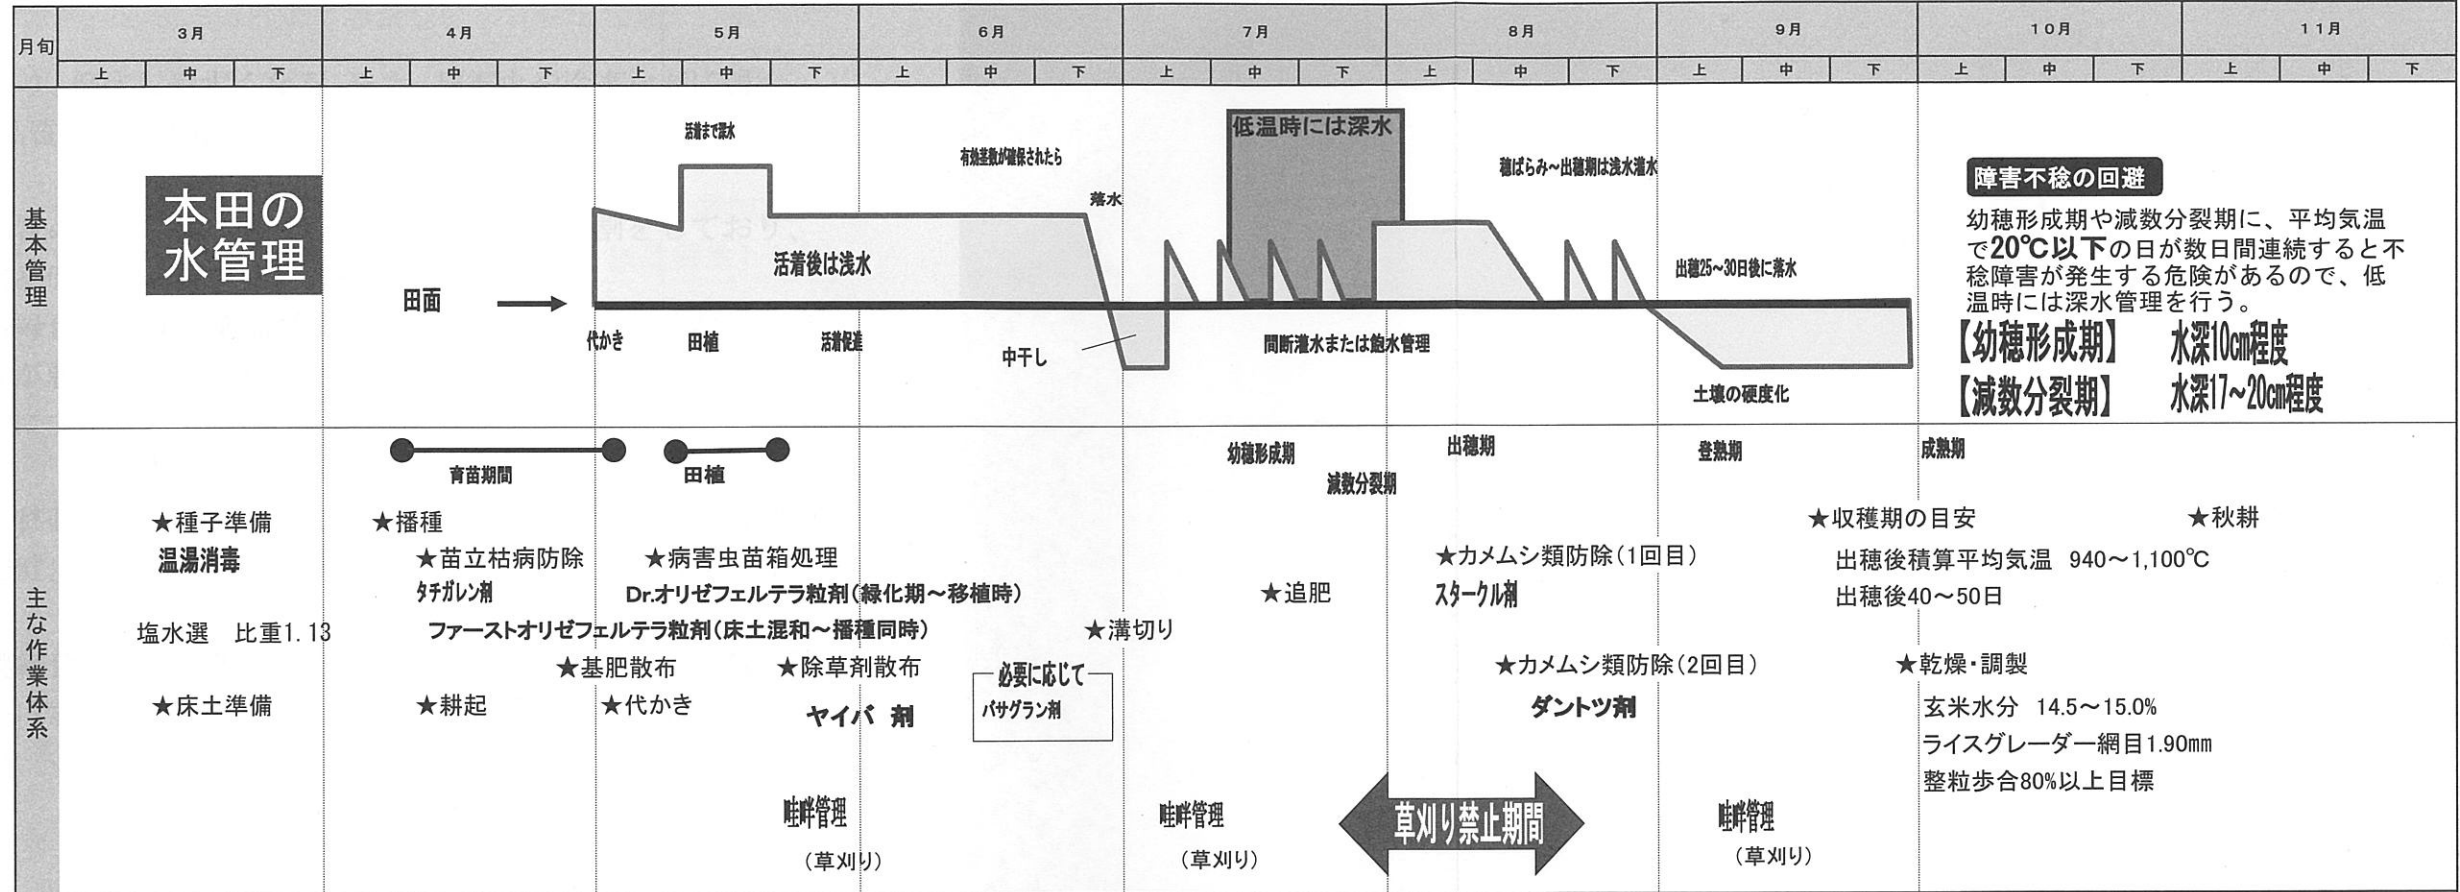 月旬 3月 4月 5月 6月 7月 8月 9月 10月 11月
上 中 下 上 中 下 上 中 下 上 中 下 上 中 下 上 中 下 上 中 下 上 中 下 上 中 下
基本管理
本田の
水管理
田面
活着まで深水
有効茎数が確保されたら
落水
低温時には深水
穂ばらみ～出穂期は浅水灌水
活着後は浅水
出穂25～30日後に落水
代かき
田植
活着促進
中干し
間断灌水または飽水管理
土壌の硬度化
障害不稔の回避
幼穂形成期や減数分裂期に、平均気温
で20℃以下の日が数日間連続すると不
稔障害が発生する危険があるので、低
温時には深水管理を行う。
【幼穂形成期】 水深10cm程度
【減数分裂期】 水深17～20cm程度
主な作業体系
育苗期間
田植
幼穂形成期
減数分裂期
出穂期
登熟期
成熟期
★種子準備
温湯消毒
塩水選 比重1.13
★床土準備
★播種
★苗立枯病防除
タチガレン剤
★病害虫苗箱処理
Dr.オリゼフェルテラ粒剤(緑化期～移植時)
ファーストオリゼフェルテラ粒剤(床土混和～播種同時)
★基肥散布
★耕起
★代かき
★除草剤散布
ヤイバ 剤
必要に応じて
バサグラン剤
★溝切り
★追肥
★カメムシ類防除(1回目)
スタークル剤
★カメムシ類防除(2回目)
ダントツ剤
★収穫期の目安
出穂後積算平均気温 940～1,100℃
出穂後40～50日
★乾燥・調製
玄米水分 14.5～15.0%
ライスグレーダー網目1.90mm
整粒歩合80%以上目標
★秋耕
畦畔管理
(草刈り)
畦畔管理
(草刈り)
草刈り禁止期間
畦畔管理
(草刈り)